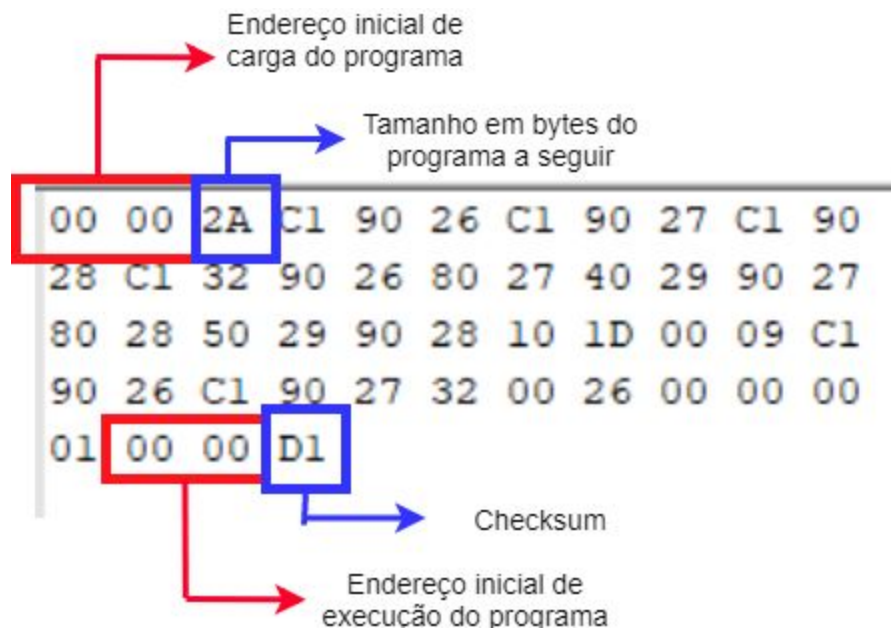 Endereço inicial de
carga do programa
Tamanho em bytes do
programa a seguir
00 00 2A C1 90 26 C1 90 27 C1 90
28 C1 32 90 26 80 27 40 29 90 27
80 28 50 29 90 28 10 1D 00 09 C1
90 26 C1 90 27 32 00 26 00 00 00
01 00 00 D1
Checksum
Endereço inicial de
execução do programa